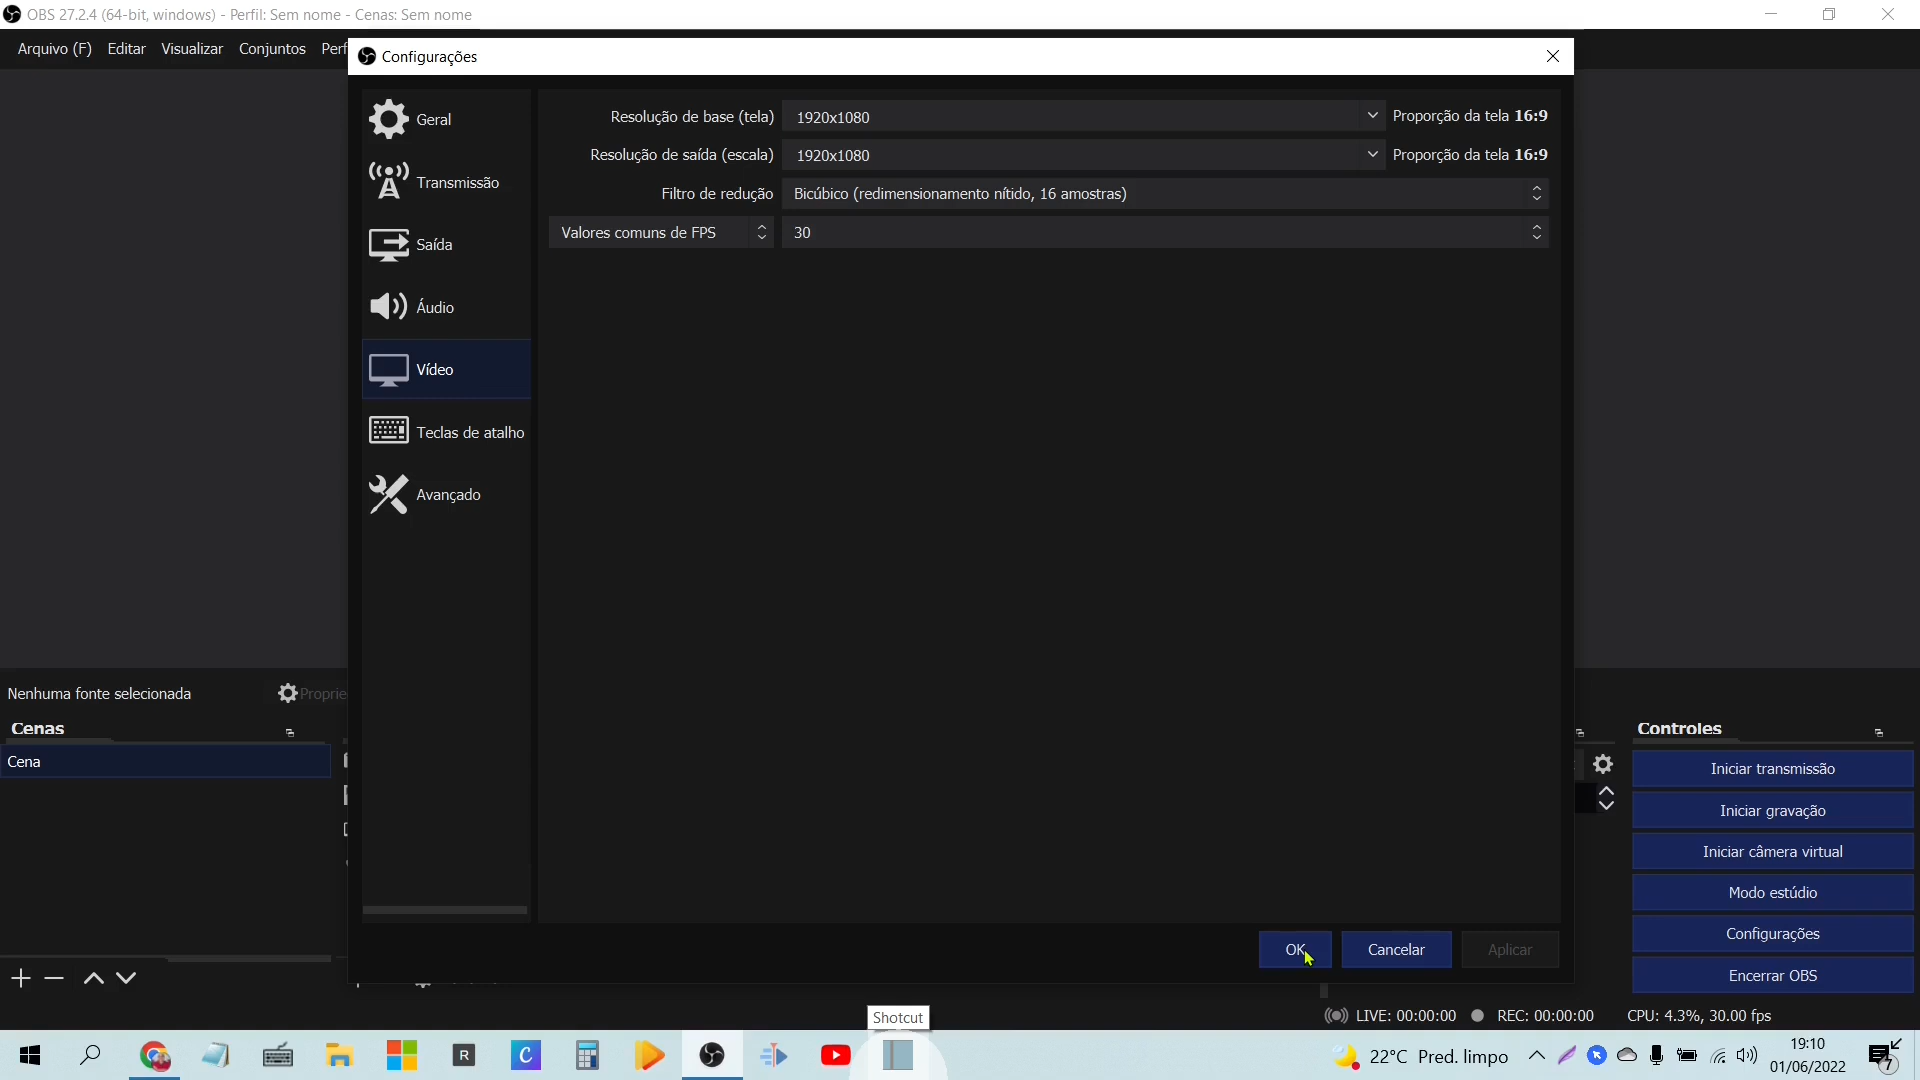 OBS 27.2.4 (64-bit, windows) - Perfil: Sem nome - Cenas: Sem nome
Arquivo (F) Editar Visualizar Conjuntos Perf
Configurações
Geral
Transmissão
Saída
Áudio
Vídeo
Teclas de atalho
Avançado
Resolução de base (tela) 1920x1080 Proporção da tela 16:9
Resolução de saída (escala) 1920x1080 Proporção da tela 16:9
Filtro de redução Bicúbico (redimensionamento nítido, 16 amostras)
Valores comuns de FPS 30
OK Cancelar Aplicar
Nenhuma fonte selecionada Proprie
Cenas
Cena
Controles
Iniciar transmissão
Iniciar gravação
Iniciar câmera virtual
Modo estúdio
Configurações
Encerrar OBS
LIVE: 00:00:00 REC: 00:00:00 CPU: 4.3%, 30.00 fps
Shotcut
R
C
22°C Pred. limpo
19:10
01/06/2022
7